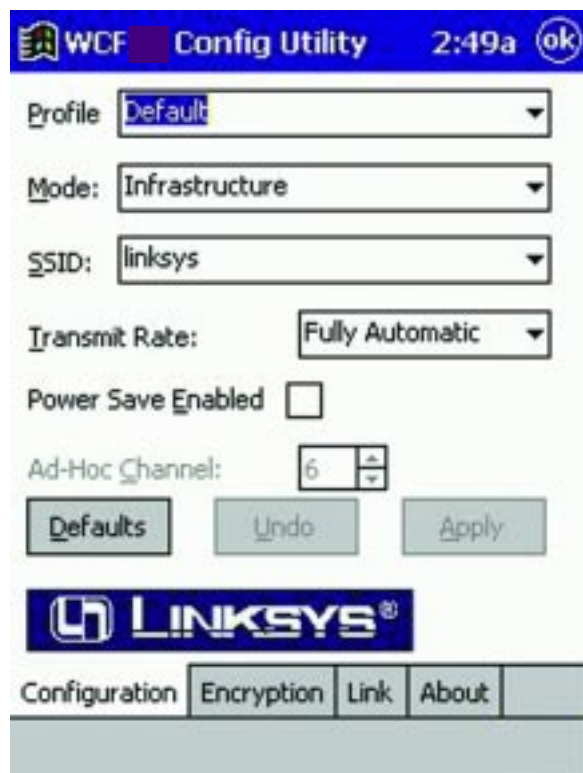 WCF Config Utility 2:49a ok
Profile Default
Mode: Infrastructure
SSID: linksys
Transmit Rate: Fully Automatic
Power Save Enabled
Ad-Hoc Channel: 6
Defaults Undo Apply
LINKSYS®
Configuration Encryption Link About